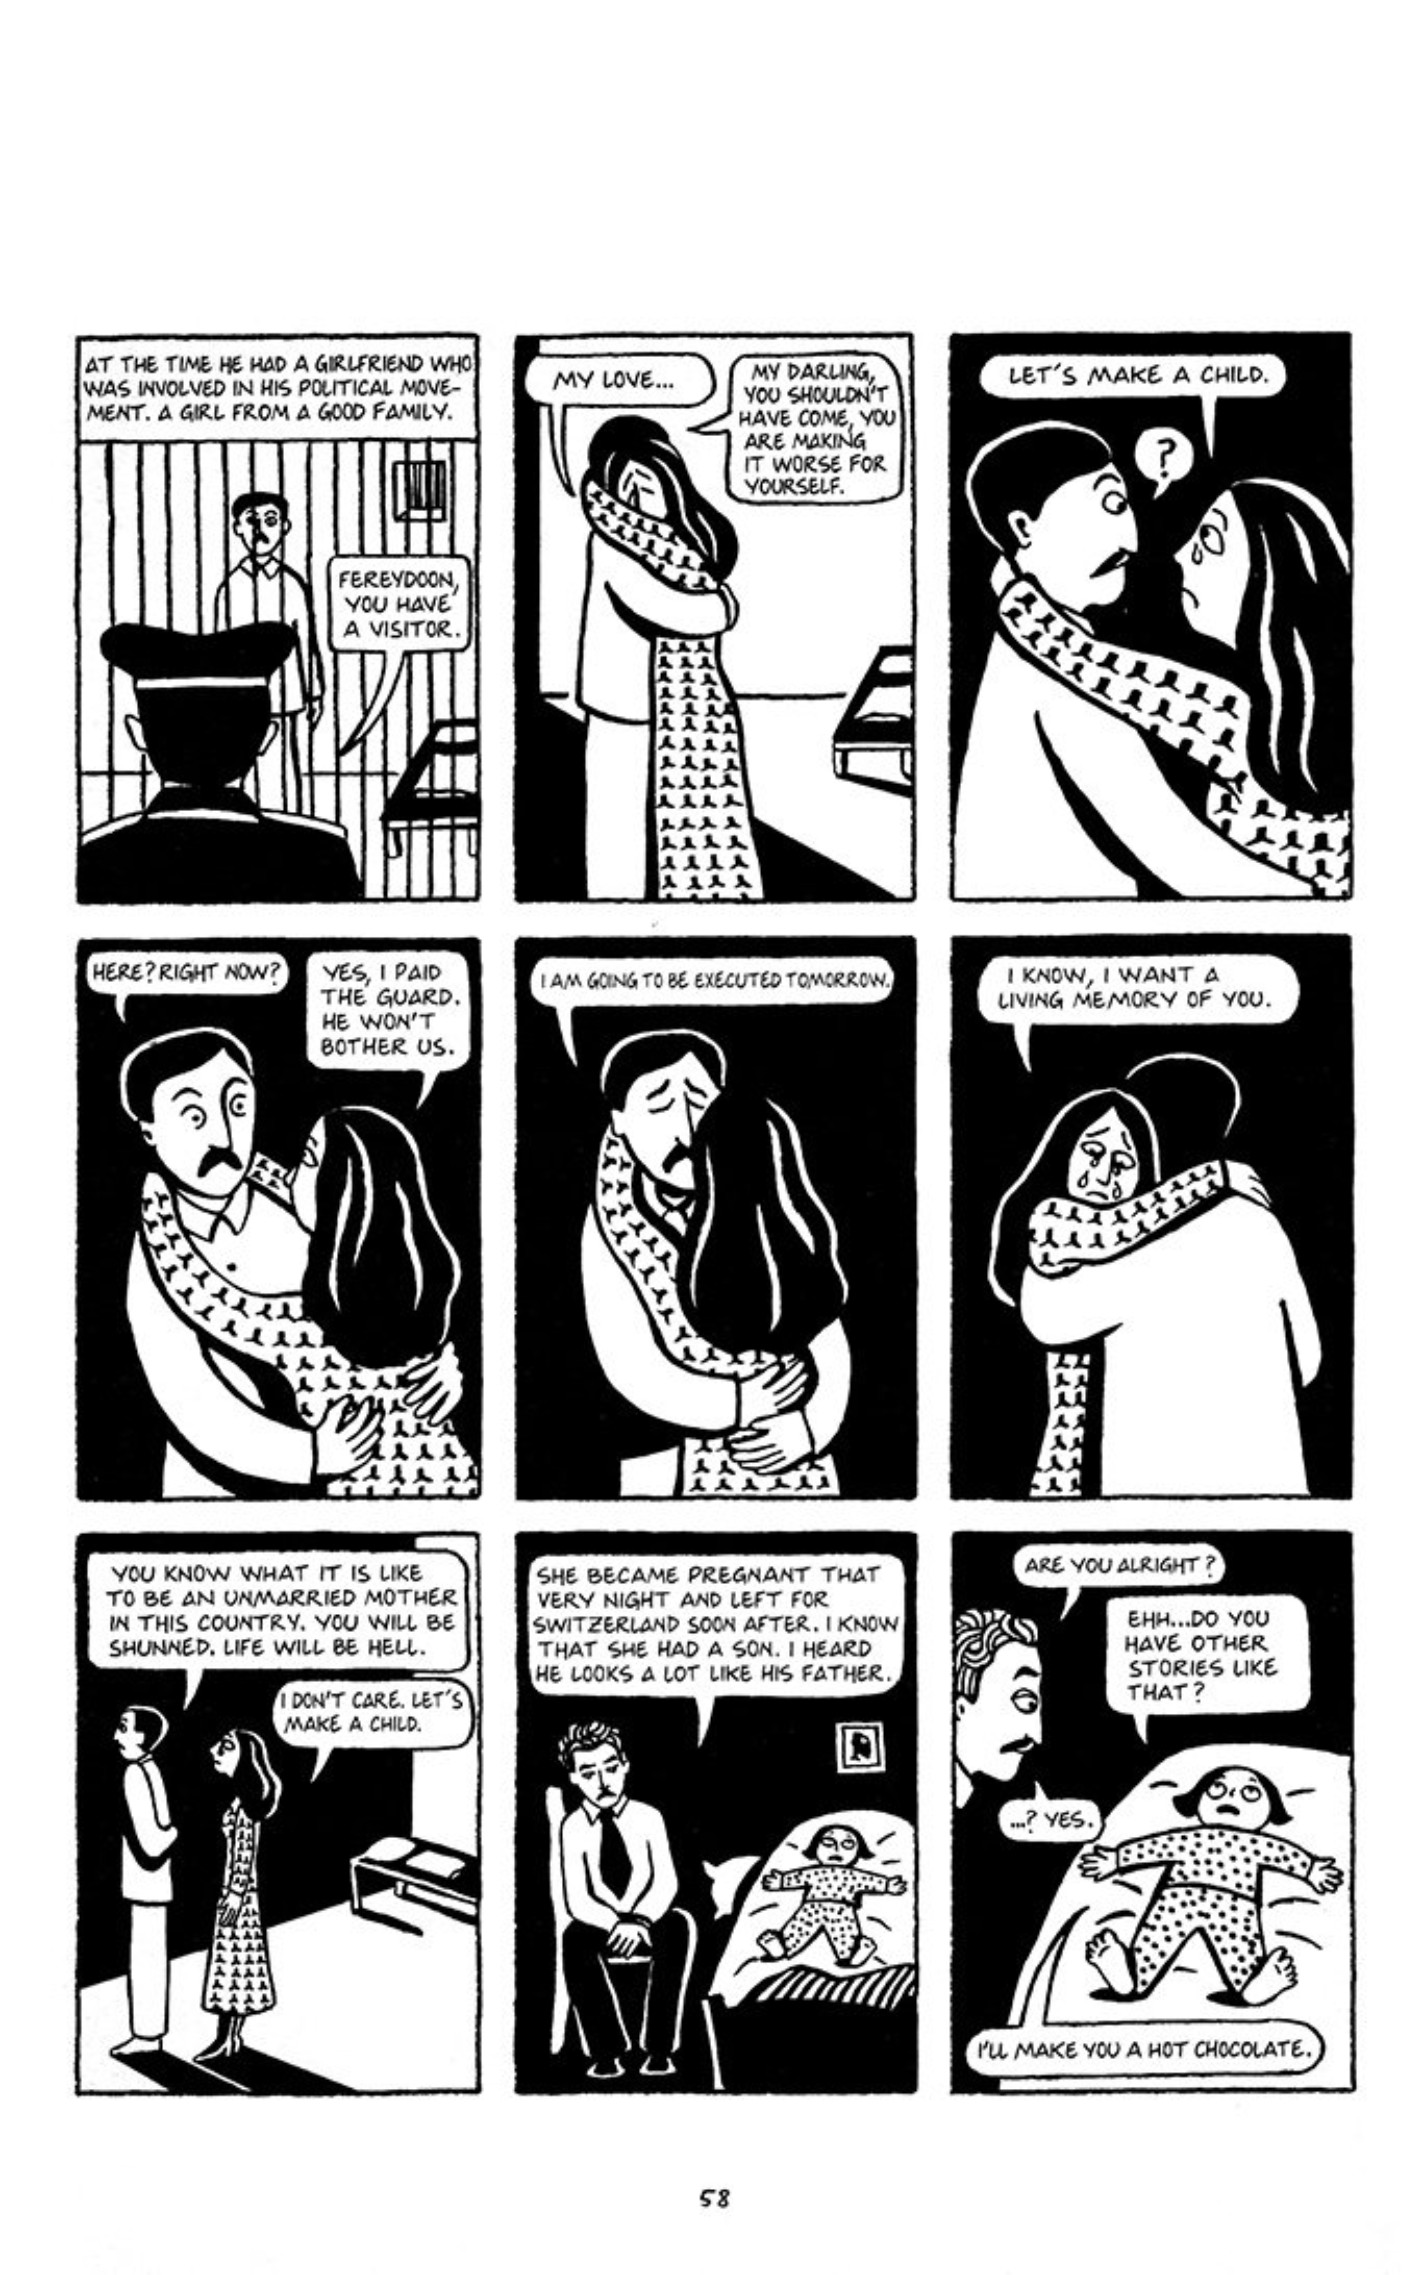 AT THE TIME HE HAD A GIRLFRIEND WHO
WAS INVOLVED IN HIS POLITICAL MOVE-
MENT. A GIRL FROM A GOOD FAMILY.
FEREYDOON,
YOU HAVE
A VISITOR.
MY LOVE...
MY DARLING,
YOU SHOULDN'T
HAVE COME, YOU
ARE MAKING
IT WORSE FOR
YOURSELF.
LET'S MAKE A CHILD.
?
HERE? RIGHT NOW?
YES, I PAID
THE GUARD.
HE WON'T
BOTHER US.
I AM GOING TO BE EXECUTED TOMORROW.
I KNOW, I WANT A
LIVING MEMORY OF YOU.
YOU KNOW WHAT IT IS LIKE
TO BE AN UNMARRIED MOTHER
IN THIS COUNTRY. YOU WILL BE
SHUNNED. LIFE WILL BE HELL.
I DON'T CARE. LET'S
MAKE A CHILD.
SHE BECAME PREGNANT THAT
VERY NIGHT AND LEFT FOR
SWITZERLAND SOON AFTER. I KNOW
THAT SHE HAD A SON. I HEARD
HE LOOKS A LOT LIKE HIS FATHER.
ARE YOU ALRIGHT?
EHH...DO YOU
HAVE OTHER
STORIES LIKE
THAT?
...? YES.
I'LL MAKE YOU A HOT CHOCOLATE.
58